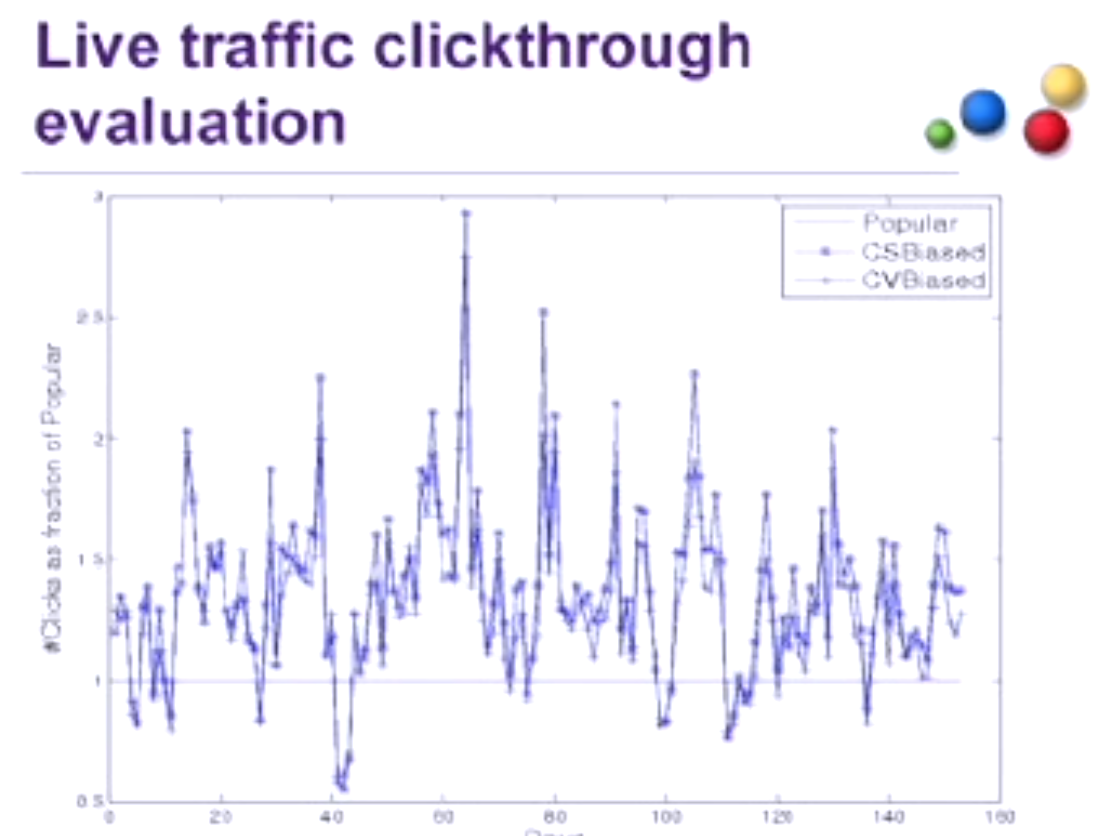 Live traffic clickthrough
evaluation
3
Popular
CSBiased
CVBiased
2.5
2
1.5
1
0.5
#Clicks as fraction of Popular
0 20 40 60 80 100 120 140 160